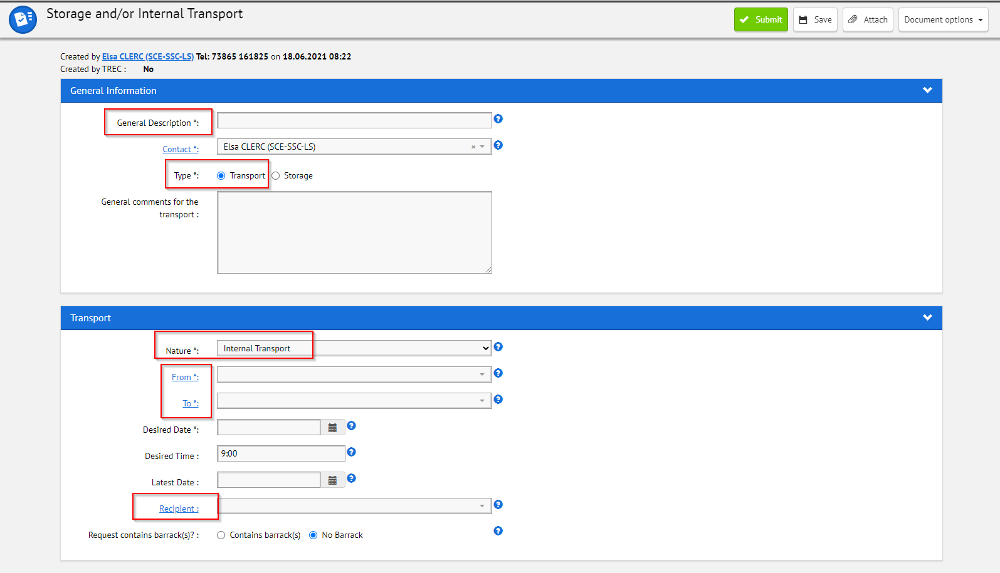 Storage and/or Internal Transport
Submit
Save
Attach
Document options
Created by Elsa CLERC (SCE-SSC-LS) Tel: 73865 161825 on 18.06.2021 08:22
Created by TREC : No
General Information
General Description *:
Contact *: Elsa CLERC (SCE-SSC-LS)
Type *: Transport Storage
General comments for the
transport :
Transport
Nature *: Internal Transport
From *:
To *:
Desired Date *:
Desired Time : 9:00
Latest Date :
Recipient :
Request contains barrack(s)? : Contains barrack(s) No Barrack